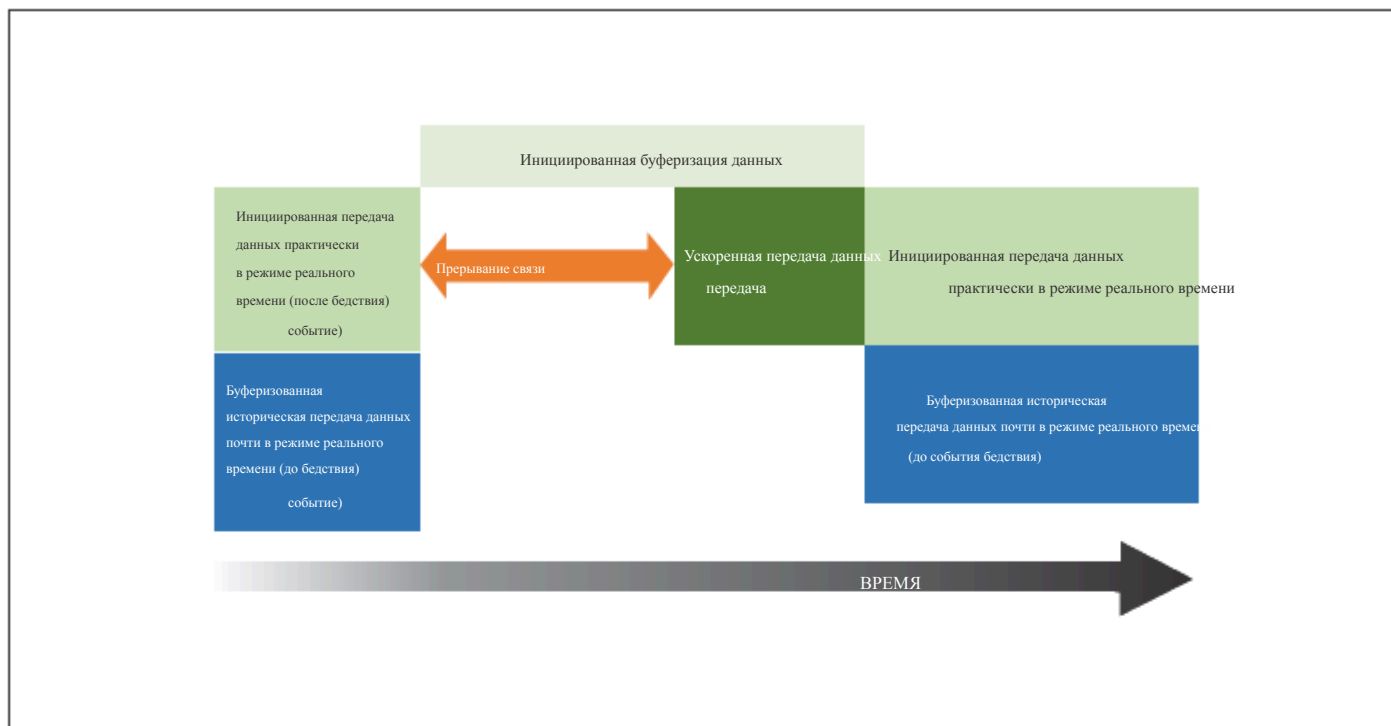 Инициированная буферизация данных
Инициированная передача
данных практически
в режиме реального
времени (после бедствия)
событие)
Прерывание связи
Ускоренная передача данных
передача
Инициированная передача данных
практически в режиме реального времени
Буферизованная
историческая передача данных
почти в режиме реального
времени (до бедствия)
событие)
Буферизованная историческая
передача данных почти в режиме реального
(до события бедствия)
ВРЕМЯ